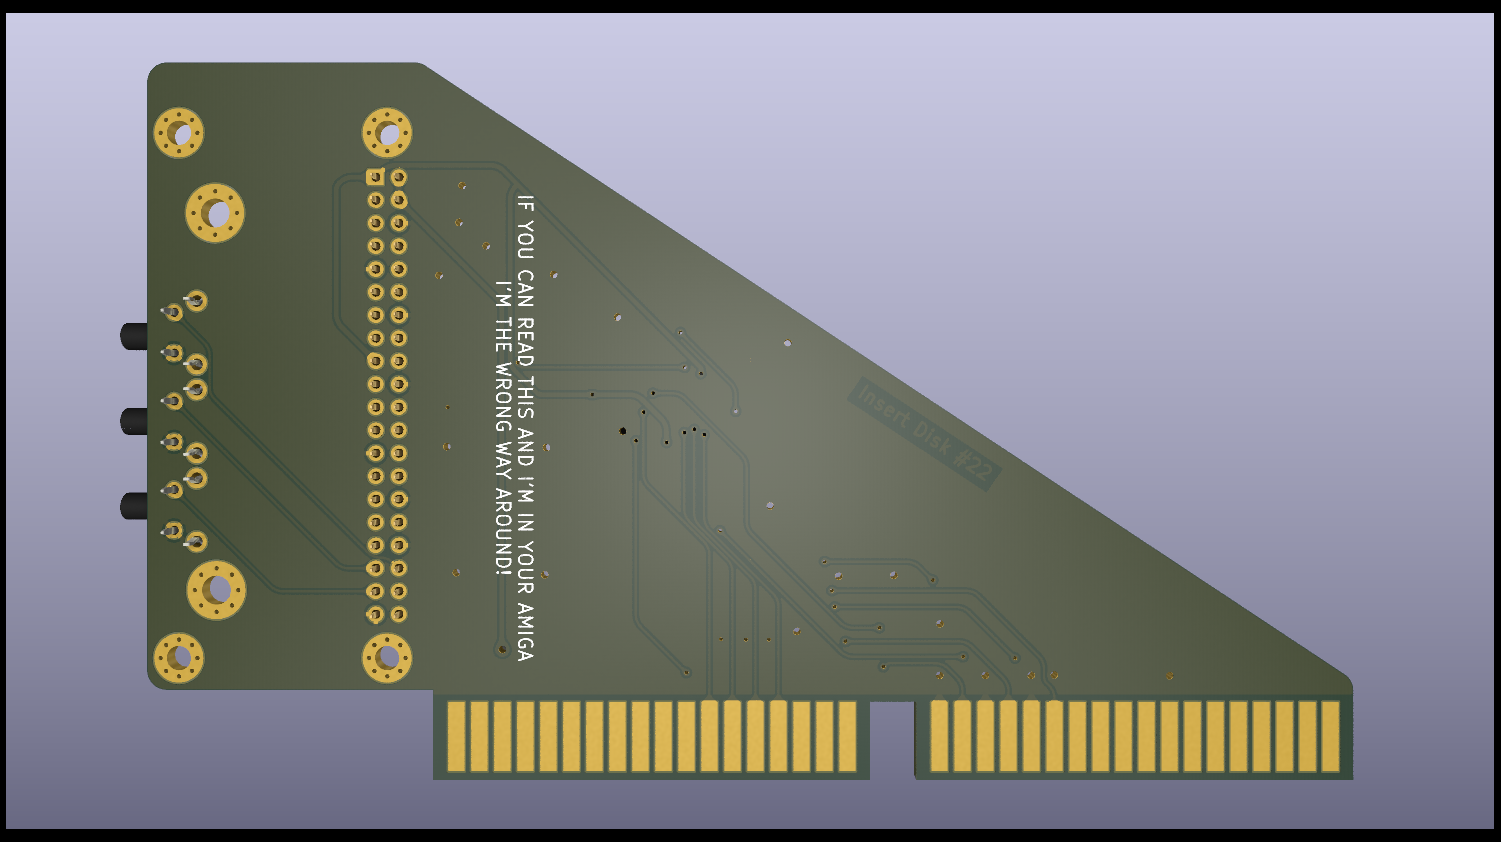 IF YOU CAN READ THIS AND I'M IN YOUR AMIGA
I'M THE WRONG WAY AROUND!
Insert Disk #22